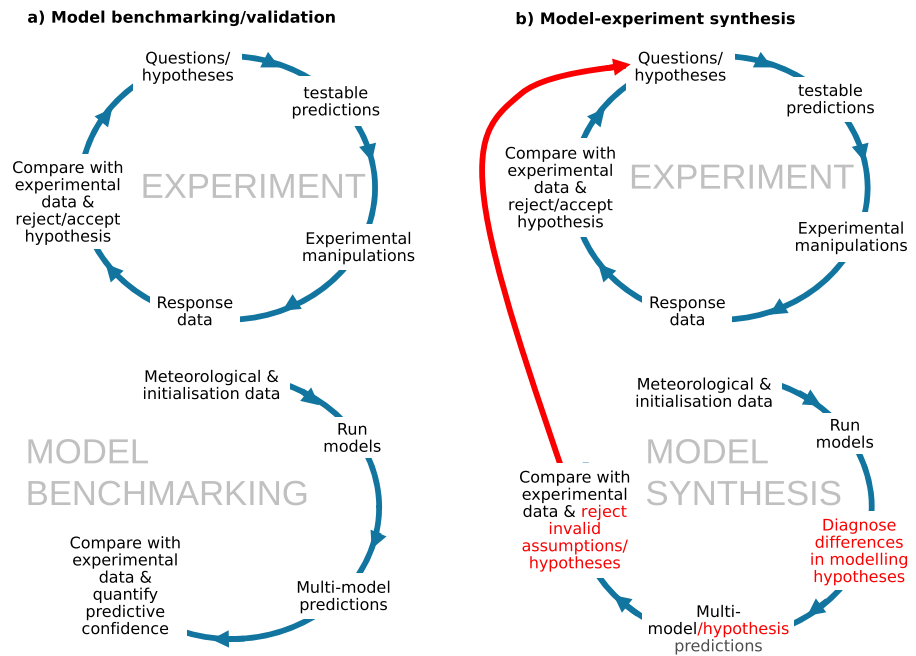 a) Model benchmarking/validation
Questions/
hypotheses
testable
predictions
Experimental
manipulations
Response
data
Compare with
experimental
data &
reject/accept
hypothesis
EXPERIMENT
Meteorological &
initialisation data
Run
models
Multi-model
predictions
Compare with
experimental
data &
quantify
predictive
confidence
MODEL
BENCHMARKING
b) Model-experiment synthesis
Questions/
hypotheses
testable
predictions
Experimental
manipulations
Response
data
Compare with
experimental
data &
reject/accept
hypothesis
EXPERIMENT
Meteorological &
initialisation data
Run
models
Diagnose
differences
in modelling
hypotheses
Multi-
model/hypothesis
predictions
Compare with
experimental
data & reject
invalid
assumptions/
hypotheses
MODEL
SYNTHESIS